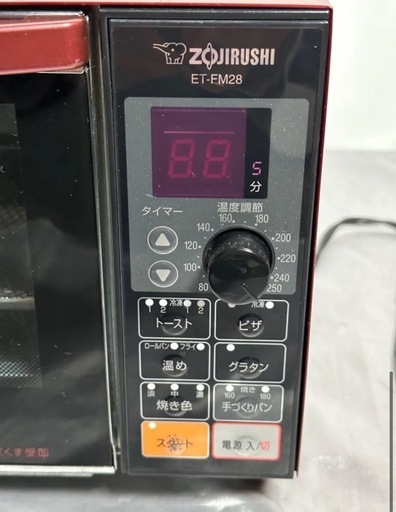 ZOJIRUSHI
ET-FM28
88 5
分
タイマー 温度調節
160 180
140 200
120 220
100 240
80 250
1 2 冷凍 1 2 冷凍
トースト ピザ
ロールパン フライ
温め グラタン
淡 中 濃 160 焼き 180
焼き色 手づくりパン
スタート 電源 入/切
くず受皿